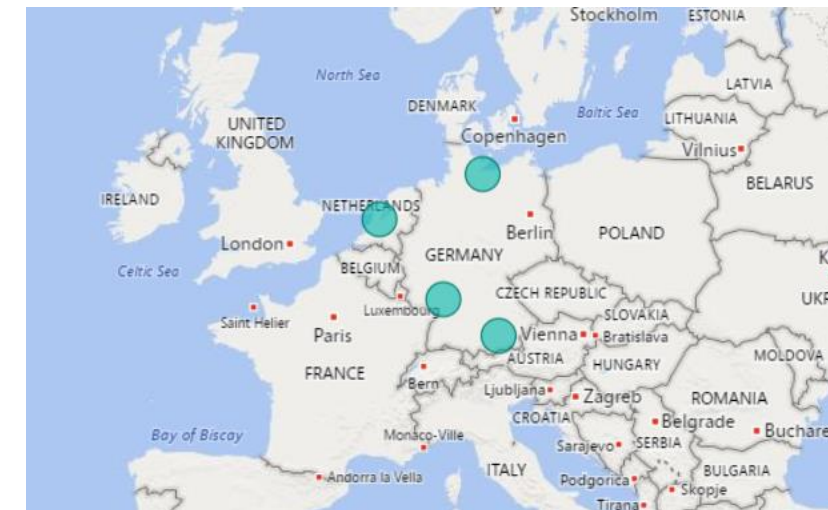 Stockholm
ESTONIA
North Sea
LATVIA
DENMARK
Baltic Sea
LITHUANIA
UNITED
KINGDOM
Copenhagen
Vilnius
BELARUS
IRELAND
NETHERLANDS
London
Berlin
POLAND
GERMANY
Celtic Sea
BELGIUM
K
CZECH REPUBLIC
UKR
Luxembourg
SLOVAKIA
Saint Helier
Paris
Vienna
Bratislava
AUSTRIA
MOLDOVA
HUNGARY
FRANCE
Bern
Ljubljana
Zagreb
ROMANIA
CROATIA
Belgrade
Buchare
Bay of Biscay
Monaco-Ville
Sarajevo
SERBIA
ITALY
BULGARIA
Andorra la Vella
Podgorica
Skopje
Tirana